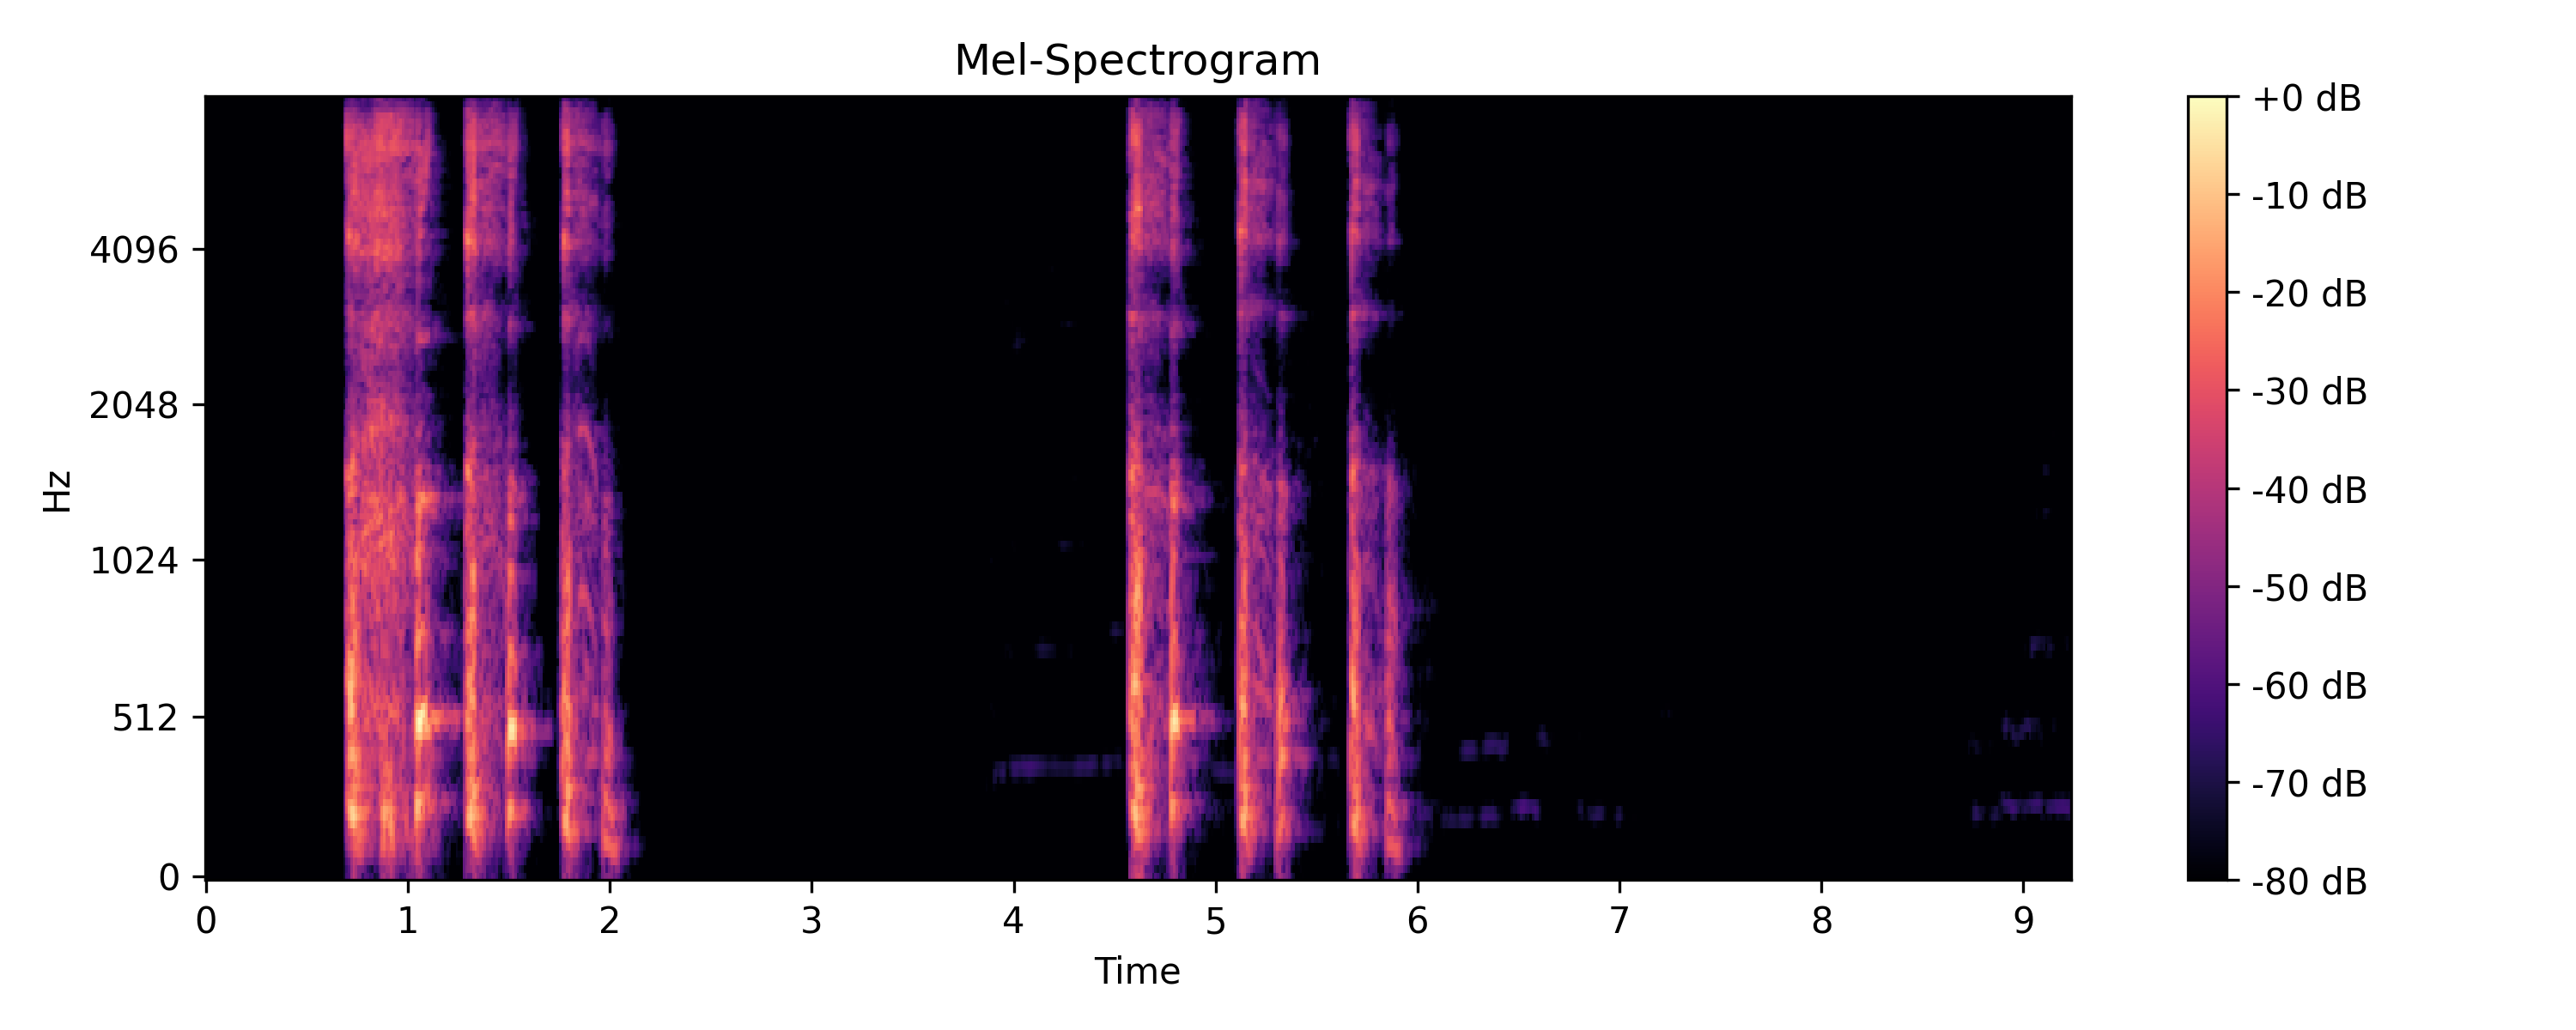 Mel-Spectrogram
+0 dB
-10 dB
-20 dB
-30 dB
-40 dB
-50 dB
-60 dB
-70 dB
-80 dB
Hz
4096
2048
1024
512
0
0 1 2 3 4 5 6 7 8 9
Time